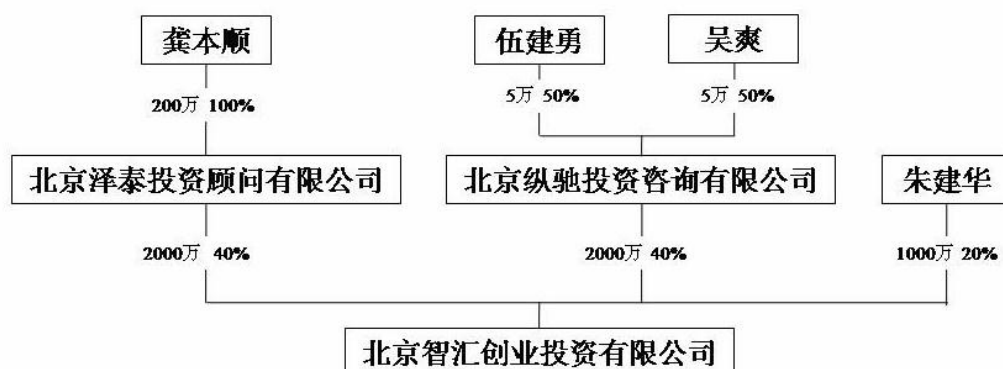 龚本顺
伍建勇
吴爽
200万 100%
5万 50%
5万 50%
北京泽泰投资顾问有限公司
北京纵驰投资咨询有限公司
朱建华
2000万 40%
2000万 40%
1000万 20%
北京智汇创业投资有限公司